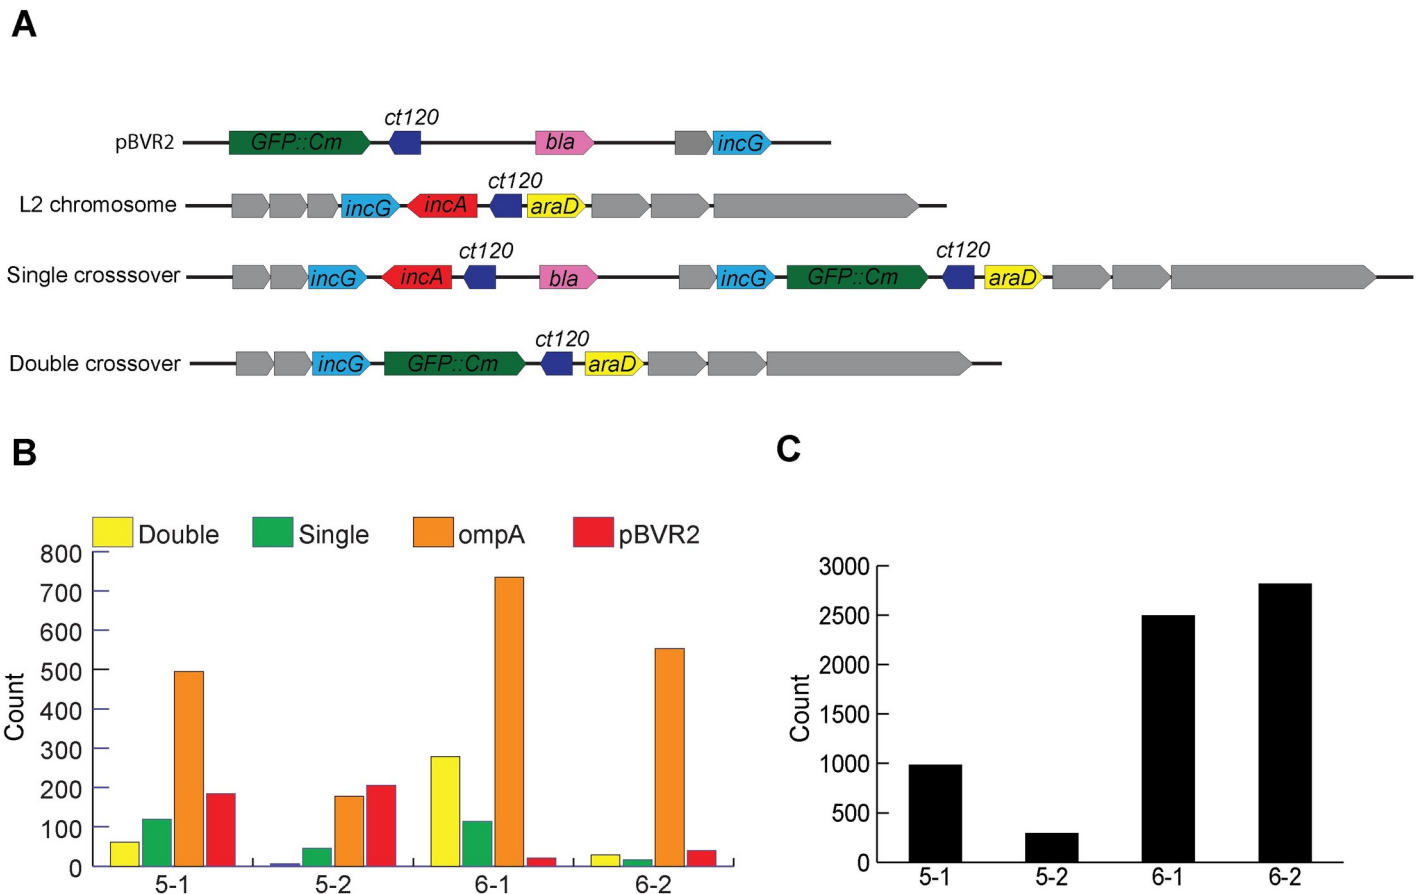 A
ct120
pBVR2 GFP::Cm bla incG
ct120
L2 chromosome incG incA araD
ct120 ct120
Single crosssover incG incA bla incG GFP::Cm araD
ct120
Double crossover incG GFP::Cm araD
B
Double Single ompA pBVR2
800
700
600
500
400
300
200
100
0
Count
5-1 5-2 6-1 6-2
C
3000
2500
2000
1500
1000
500
0
Count
5-1 5-2 6-1 6-2